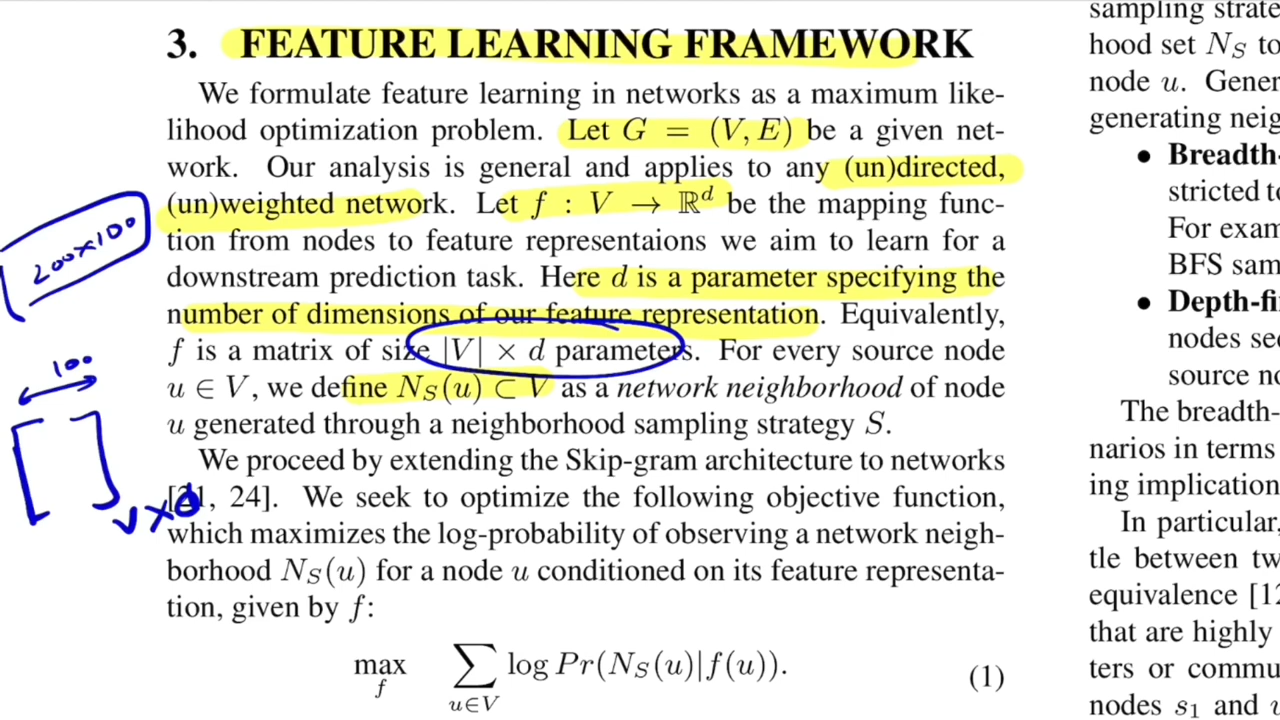 3. FEATURE LEARNING FRAMEWORK
We formulate feature learning in networks as a maximum like-
lihood optimization problem. Let G = (V, E) be a given net-
work. Our analysis is general and applies to any (un)directed,
(un)weighted network. Let f : V → ℝ^d be the mapping func-
tion from nodes to feature representaions we aim to learn for a
downstream prediction task. Here d is a parameter specifying the
number of dimensions of our feature representation. Equivalently,
f is a matrix of size |V| × d parameters. For every source node
u ∈ V, we define N_S(u) ⊂ V as a network neighborhood of node
u generated through a neighborhood sampling strategy S.
We proceed by extending the Skip-gram architecture to networks
[21, 24]. We seek to optimize the following objective function,
which maximizes the log-probability of observing a network neigh-
borhood N_S(u) for a node u conditioned on its feature representa-
tion, given by f:
max_f ∑_{u∈V} log Pr(N_S(u)|f(u)). (1)
200×100
100
[ ] v×d
sampling strate
hood set N_S to
node u. Gener
generating neig
• Breadth-
stricted to
For exam
BFS sam
• Depth-fi
nodes sec
source no
The breadth-
narios in terms
ing implication
In particular,
tle between tw
equivalence [12
that are highly
ters or commu
nodes s_1 and u